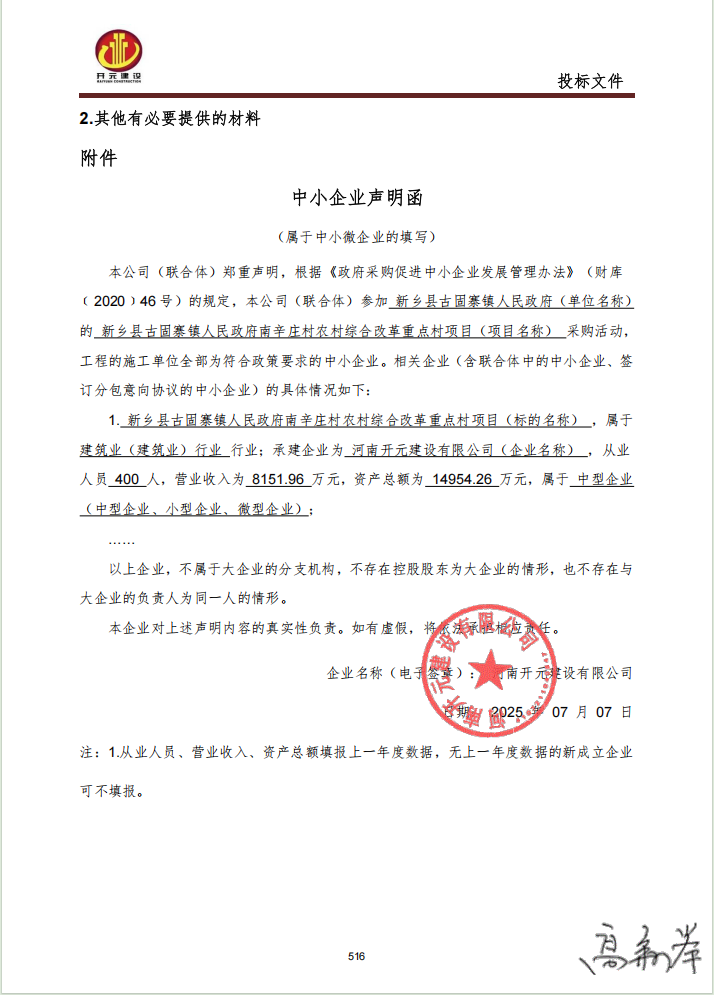 开元建设
KAIYUAN CONSTRUCTION
投标文件
2.其他有必要提供的材料
附件
中小企业声明函
（属于中小微企业的填写）
本公司（联合体）郑重声明，根据《政府采购促进中小企业发展管理办法》（财库
﹝2020﹞46号）的规定，本公司（联合体）参加 新乡县古固寨镇人民政府（单位名称）
的 新乡县古固寨镇人民政府南辛庄村农村综合改革重点村项目（项目名称） 采购活动，
工程的施工单位全部为符合政策要求的中小企业。相关企业（含联合体中的中小企业、签
订分包意向协议的中小企业）的具体情况如下：
1. 新乡县古固寨镇人民政府南辛庄村农村综合改革重点村项目（标的名称） ，属于
建筑业（建筑业）行业 行业；承建企业为 河南开元建设有限公司（企业名称） ，从业
人员 400 人，营业收入为 8151.96 万元，资产总额为 14954.26 万元，属于 中型企业
（中型企业、小型企业、微型企业）；
……
以上企业，不属于大企业的分支机构，不存在控股股东为大企业的情形，也不存在与
大企业的负责人为同一人的情形。
本企业对上述声明内容的真实性负责。如有虚假，将依法承担相应责任。
企业名称（电子签章）：河南开元建设有限公司
日期：2025 年 07 月 07 日
河南开元建设有限公司
注：1.从业人员、营业收入、资产总额填报上一年度数据，无上一年度数据的新成立企业
可不填报。
516